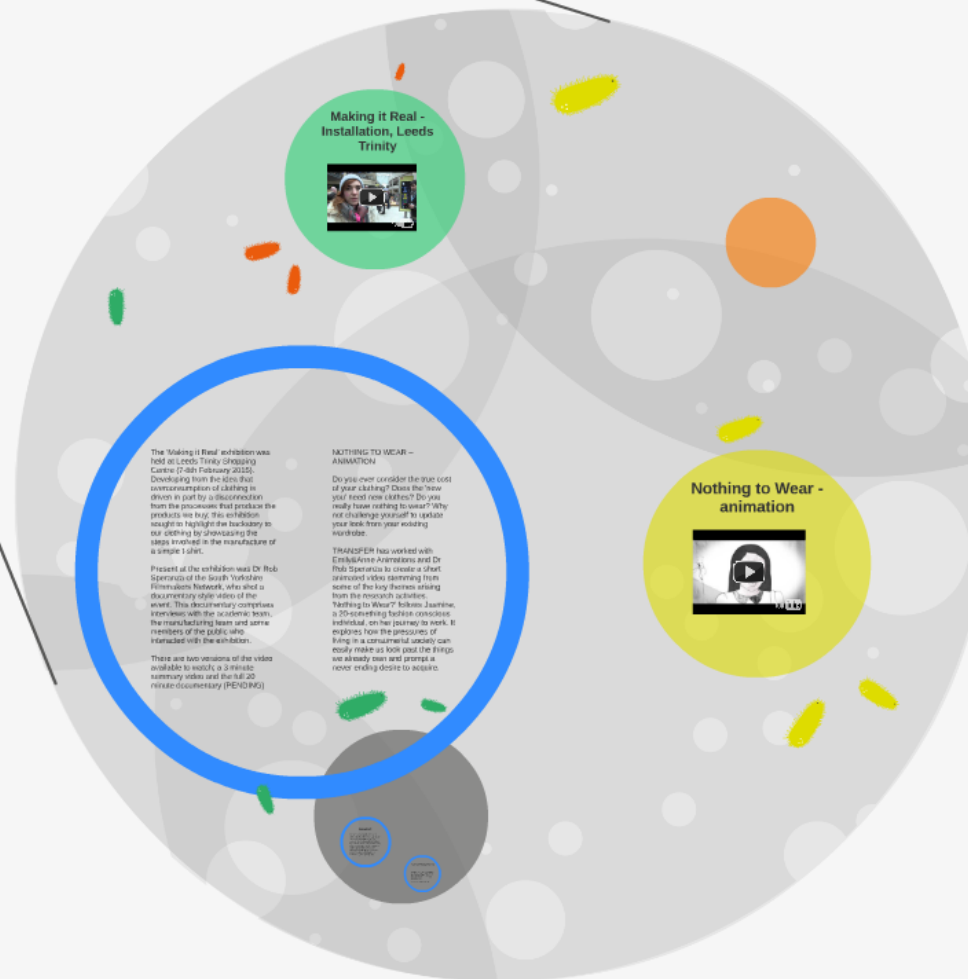 Making it Real -
Installation, Leeds
Trinity
The 'Making it Real' exhibition was
held at Leeds Trinity Shopping
Centre (7-8th February 2015).
Developing from the idea that
overconsumption of clothing is
driven in part by a disconnection
from the processes that produce the
products we buy; this exhibition
sought to highlight the backstory to
our clothing by showcasing the
steps involved in the manufacture of
a simple t-shirt.
Present at the exhibition was Dr Rob
Speranza of the South Yorkshire
Filmmakers Network, who shot a
documentary style video of the
event. This documentary comprises
interviews with the academic team,
the manufacturing team and some
members of the public who
interacted with the exhibition.
There are two versions of the video
available to watch; a 3 minute
summary video and the full 20
minute documentary (PENDING)
NOTHING TO WEAR –
ANIMATION
Do you ever consider the true cost
of your clothing? Does the 'new
you' need new clothes? Do you
really have nothing to wear? Why
not challenge yourself to update
your look from your existing
wardrobe.
TRANSFER has worked with
Emily&Anne Animations and Dr
Rob Speranza to create a short
animated video stemming from
some of the key themes arising
from the research activities.
'Nothing to Wear?' follows Jasmine,
a 20-something fashion conscious
individual, on her journey to work. It
explores how the pressures of
living in a consumerist society can
easily make us look past the things
we already own and prompt a
never ending desire to acquire.
Nothing to Wear -
animation